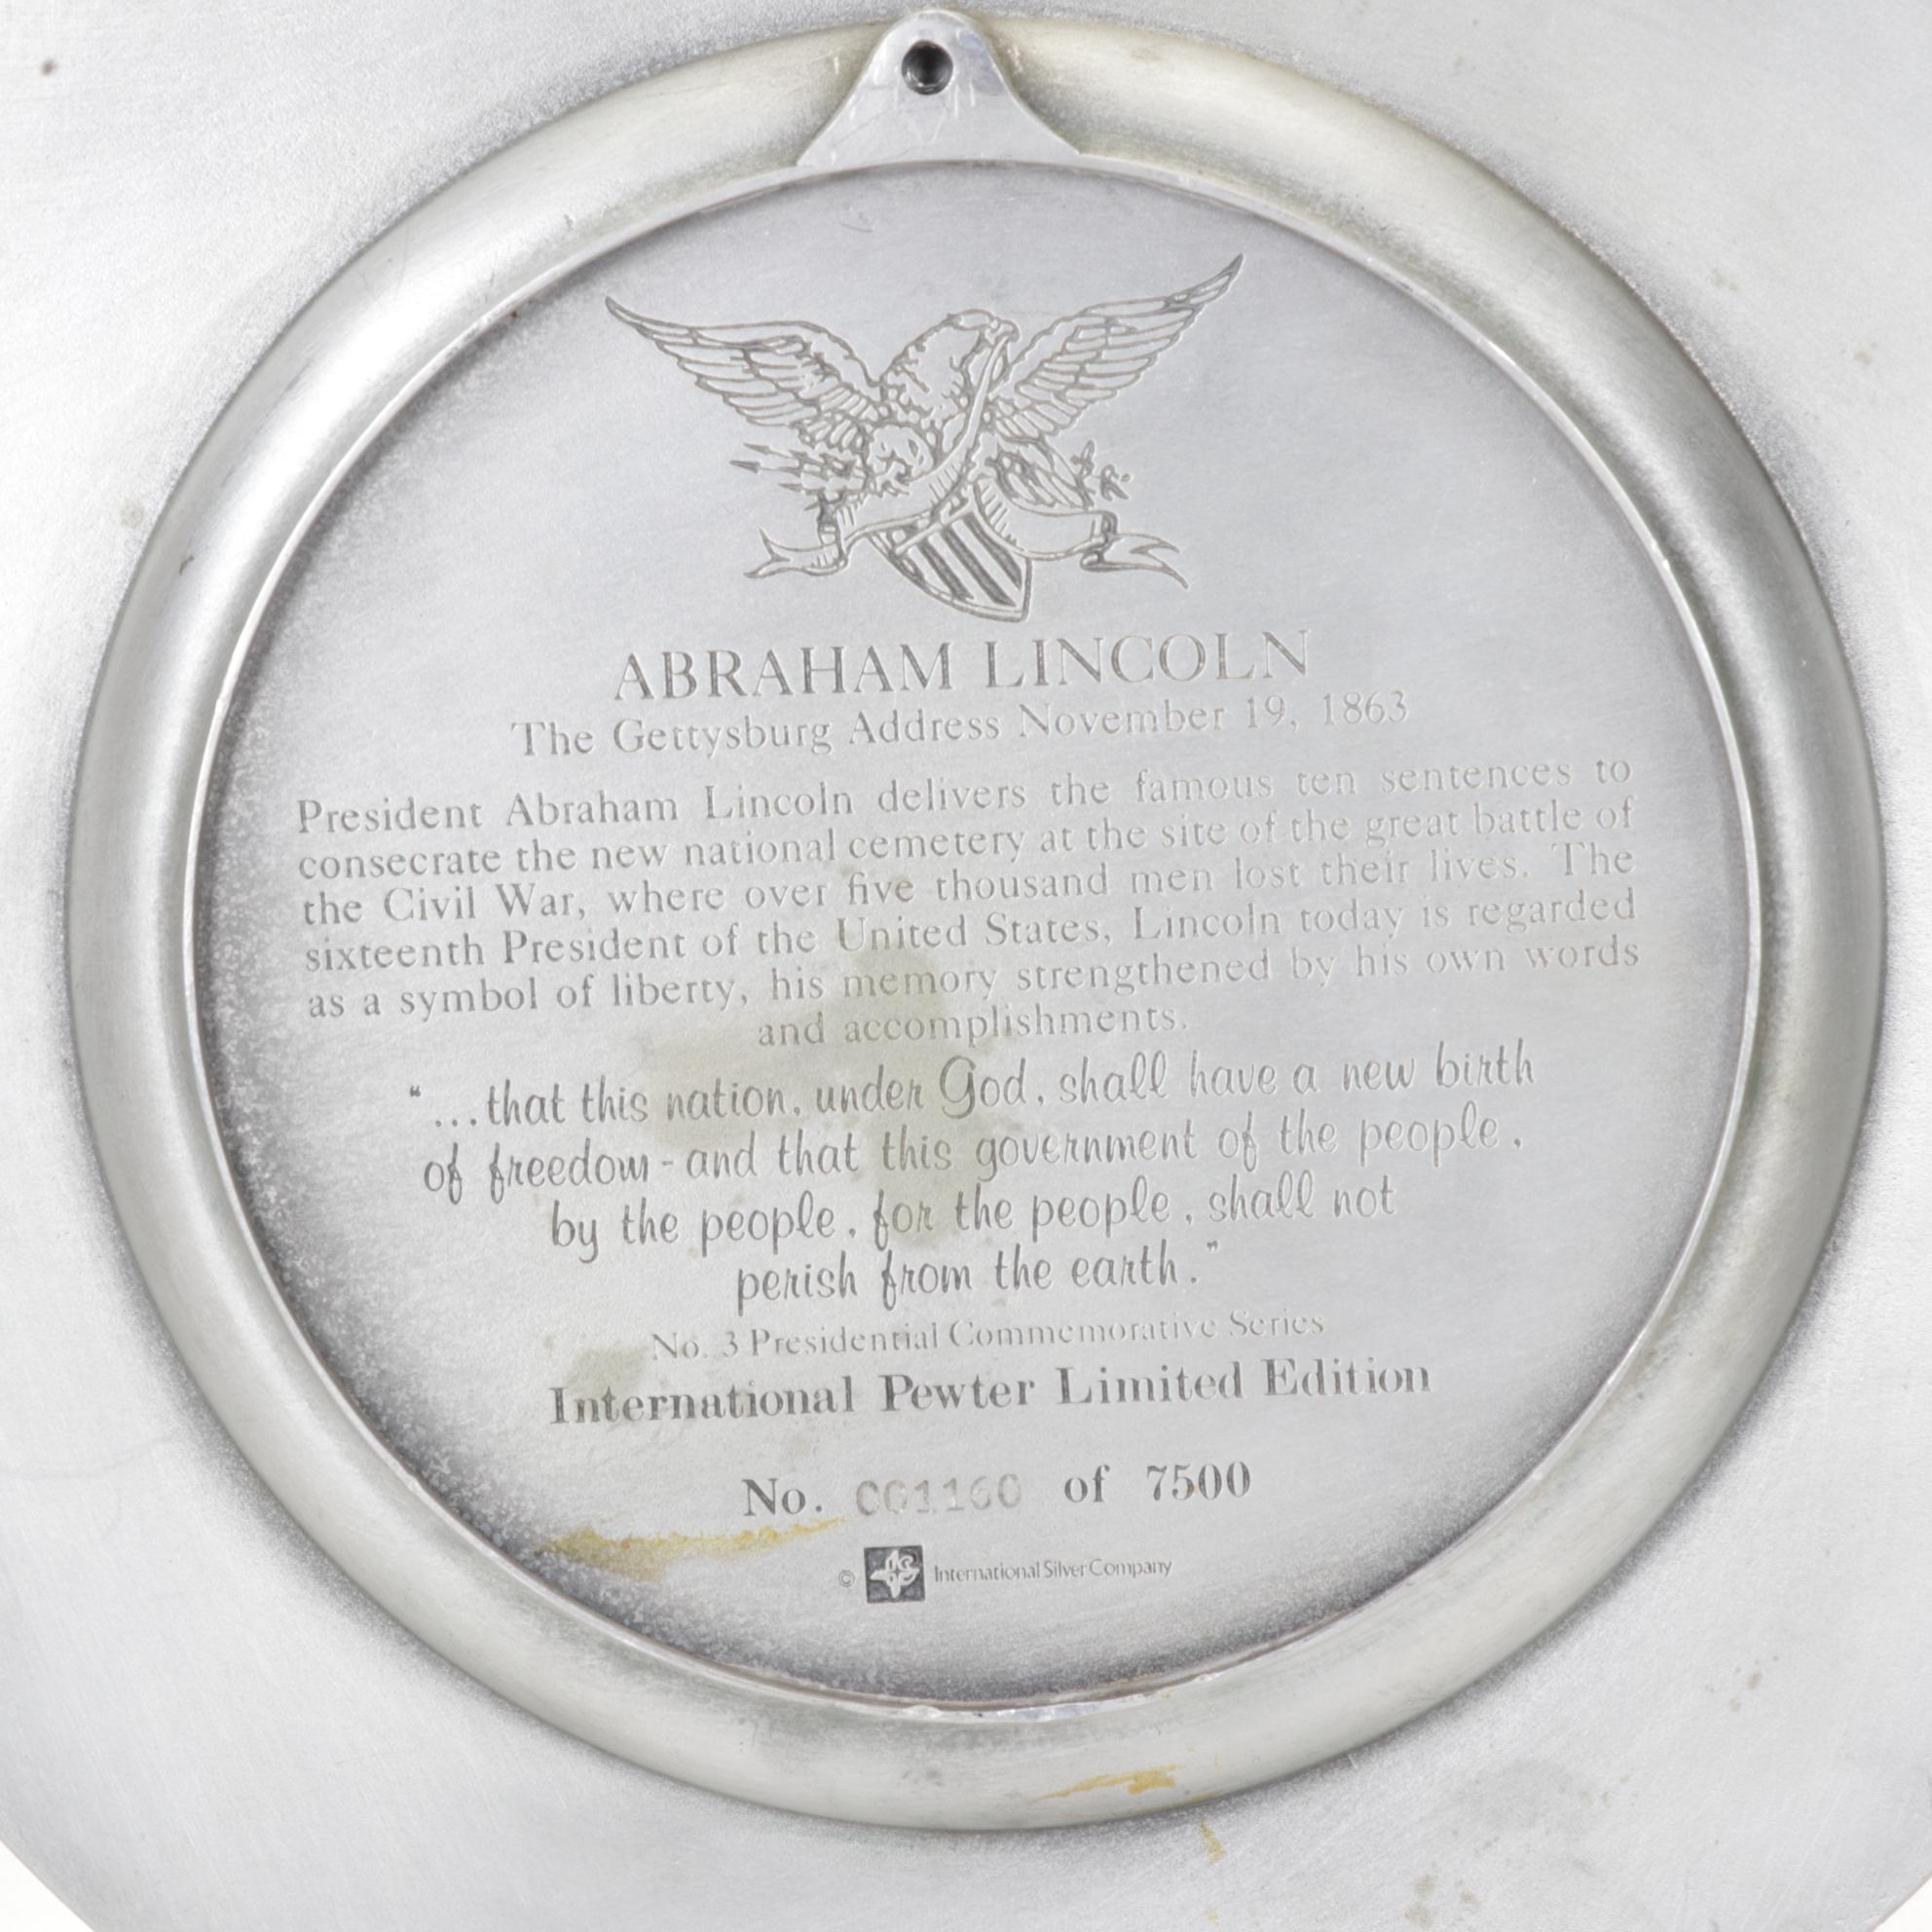 ABRAHAM LINCOLN
The Gettysburg Address November 19, 1863
President Abraham Lincoln delivers the famous ten sentences to
consecrate the new national cemetery at the site of the great battle of
the Civil War, where over five thousand men lost their lives. The
sixteenth President of the United States, Lincoln today is regarded
as a symbol of liberty, his memory strengthened by his own words
and accomplishments.
“...that this nation, under God, shall have a new birth
of freedom - and that this government of the people,
by the people, for the people, shall not
perish from the earth.”
No. 3 Presidential Commemorative Series
International Pewter Limited Edition
No. 001160 of 7500
© International Silver Company